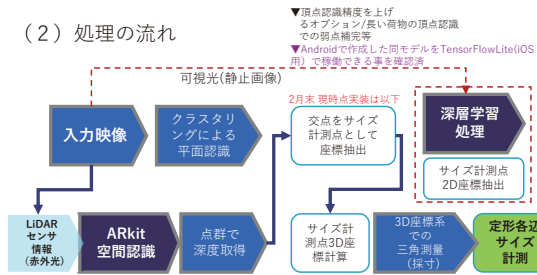 （２）処理の流れ
▼頂点認識精度を上げ
るオプション/長い荷物の頂点認識
での弱点補完等
▼Androidで作成した同モデルをTensorFlowLite(iOS
用）で稼働できる事を確認済
可視光(静止画像)
入力映像
クラスタリ
ングによる
平面認識
2月末 現時点実装は以下
交点をサイズ
計測点として
座標抽出
深層学習
処理
サイズ計測点
2D座標抽出
LiDAR
センサ
情報
（赤外光）
ARkit
空間認識
点群で
深度取得
サイズ計
測点3D座
標計算
3D座標系
での
三角測量
（採寸）
定形各辺
サイズ
計測